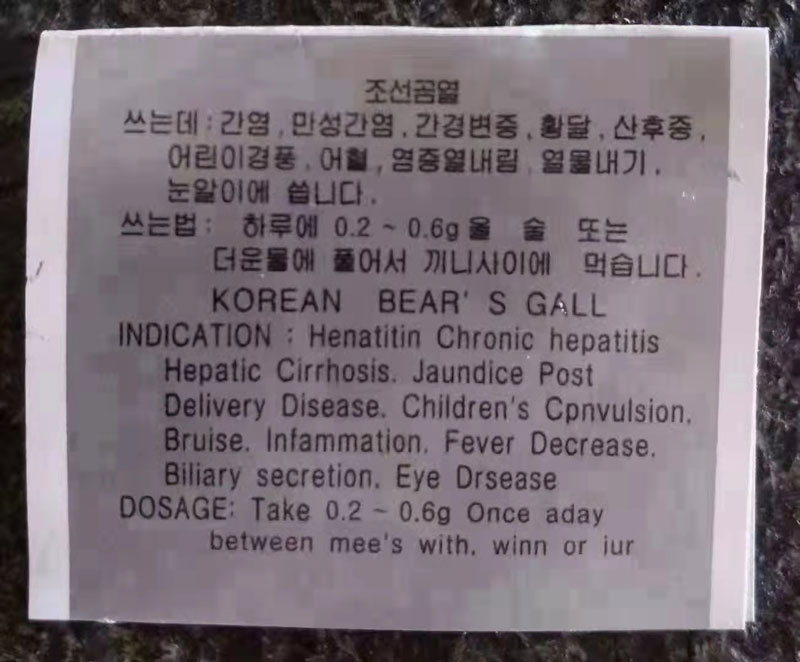 조선곰열
쓰는데 : 간염 , 만성간염 , 간경변중 , 황달 , 산후중 ,
어린이경풍 , 어혈 , 염증열내림 , 열물내기 ,
눈알이에 씁니다 .
쓰는법 : 하루에 0.2 ~ 0.6g 울 술 또는
더운물에 풀어서 끼니사이에 먹습니다 .
KOREAN BEAR' S GALL
INDICATION : Henatitin Chronic hepatitis
Hepatic Cirrhosis. Jaundice Post
Delivery Disease. Children's Cpnvulsion,
Bruise. Infammation. Fever Decrease.
Biliary secretion. Eye Drsease
DOSAGE: Take 0.2 ~ 0.6g Once aday
between mee's with. winn or iur